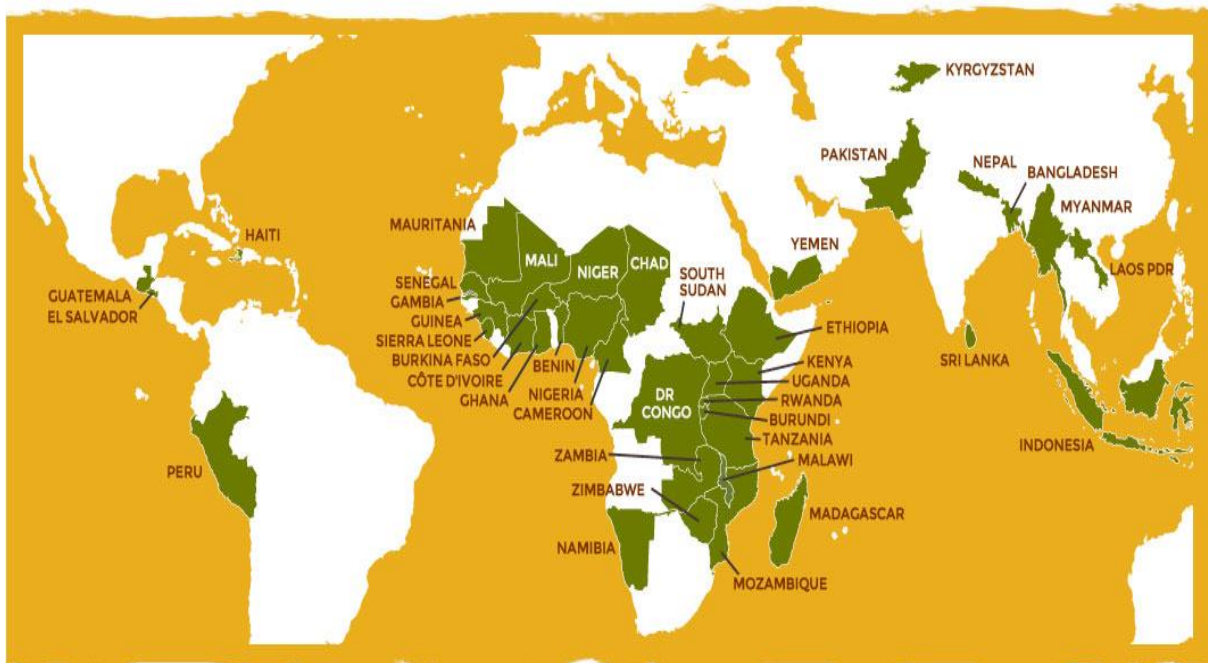 KYRGYZSTAN
PAKISTAN
NEPAL
BANGLADESH
MYANMAR
LAOS PDR
YEMEN
SRI LANKA
INDONESIA
HAITI
GUATEMALA
EL SALVADOR
PERU
MAURITANIA
MALI
NIGER
CHAD
SENEGAL
GAMBIA
GUINEA
SIERRA LEONE
BURKINA FASO
CÔTE D'IVOIRE
GHANA
BENIN
NIGERIA
CAMEROON
SOUTH
SUDAN
ETHIOPIA
KENYA
UGANDA
RWANDA
BURUNDI
TANZANIA
DR
CONGO
ZAMBIA
MALAWI
ZIMBABWE
MADAGASCAR
NAMIBIA
MOZAMBIQUE